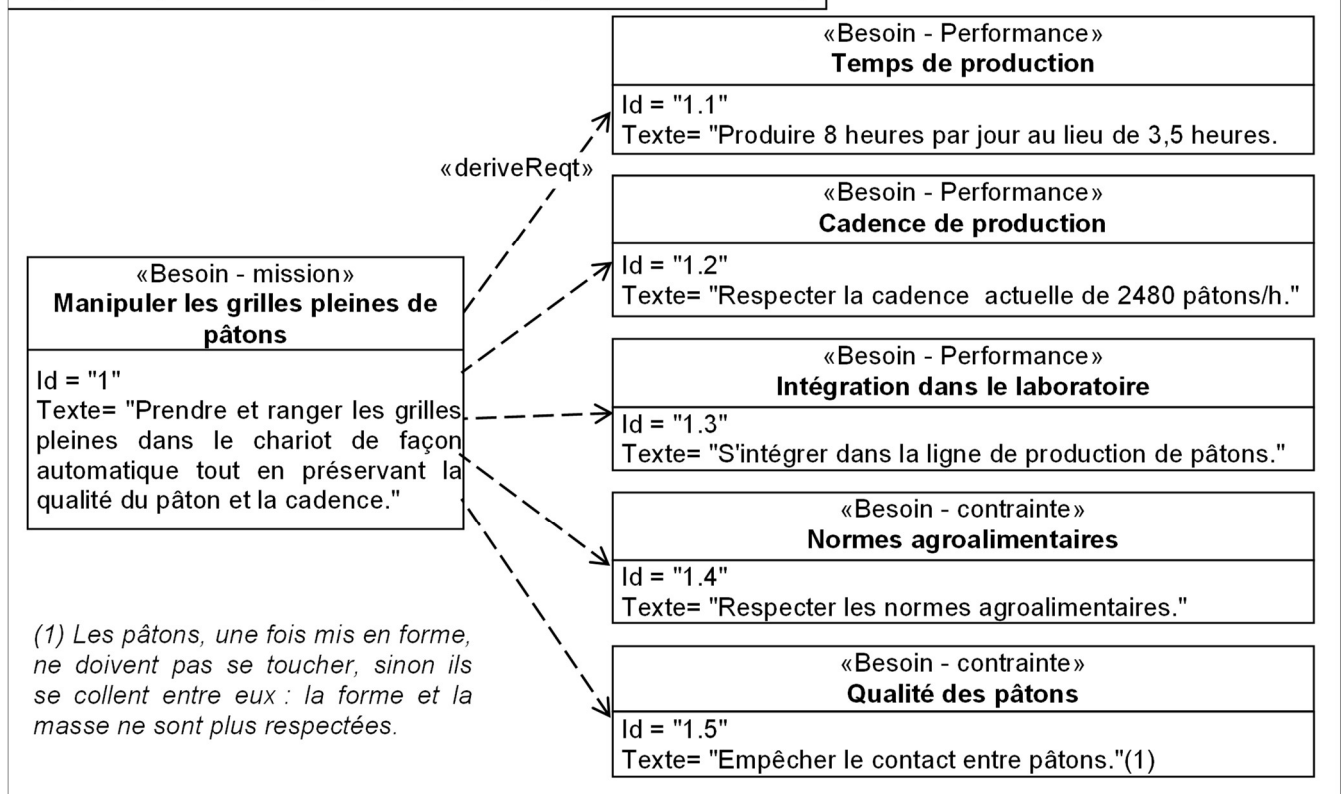 «Besoin - Performance»
Temps de production
Id = "1.1"
Texte= "Produire 8 heures par jour au lieu de 3,5 heures.
«deriveReqt»
«Besoin - Performance»
Cadence de production
Id = "1.2"
Texte= "Respecter la cadence  actuelle de 2480 pâtons/h."
«Besoin - mission»
Manipuler les grilles pleines de
pâtons
Id = "1"
Texte= "Prendre et ranger les grilles
pleines dans le chariot de façon
automatique tout en préservant la
qualité du pâton et la cadence."
«Besoin - Performance»
Intégration dans le laboratoire
Id = "1.3"
Texte= "S'intégrer dans la ligne de production de pâtons."
«Besoin - contrainte»
Normes agroalimentaires
Id = "1.4"
Texte= "Respecter les normes agroalimentaires."
«Besoin - contrainte»
Qualité des pâtons
Id = "1.5"
Texte= "Empêcher le contact entre pâtons."(1)
(1) Les pâtons, une fois mis en forme,
ne doivent pas se toucher, sinon ils
se collent entre eux : la forme et la
masse ne sont plus respectées.